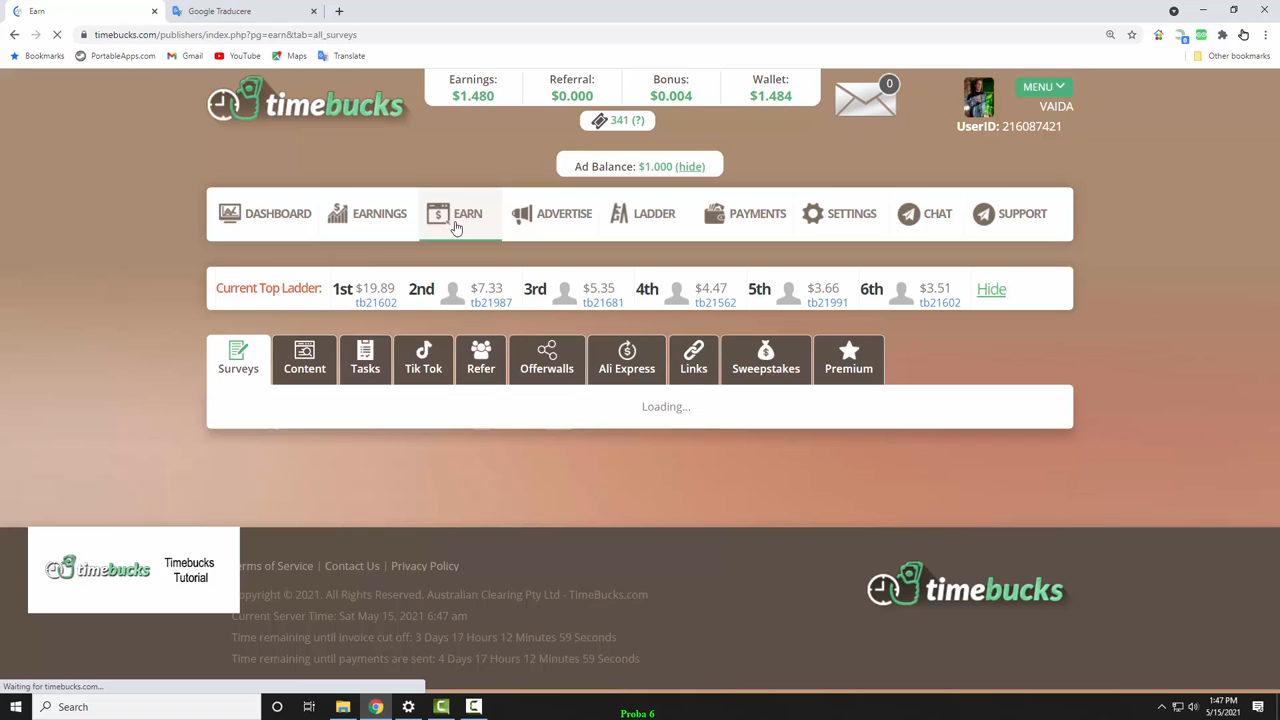 Earn
Google Traducere
timebucks.com/publishers/index.php?pg=earn&tab=all_surveys
Bookmarks
PortableApps.com
Gmail
YouTube
Maps
Translate
Other bookmarks
timebucks
Earnings:
$1.480
Referral:
$0.000
Bonus:
$0.004
Wallet:
$1.484
341 (?)
0
MENU
VAIDA
UserID: 216087421
Ad Balance: $1.000 (hide)
DASHBOARD
EARNINGS
EARN
ADVERTISE
LADDER
PAYMENTS
SETTINGS
CHAT
SUPPORT
Current Top Ladder:
1st $19.89 tb21602
2nd $7.33 tb21987
3rd $5.35 tb21681
4th $4.47 tb21562
5th $3.66 tb21991
6th $3.51 tb21602
Hide
Surveys
Content
Tasks
Tik Tok
Refer
Offerwalls
Ali Express
Links
Sweepstakes
Premium
Loading...
timebucks
Timebucks
Tutorial
erms of Service | Contact Us | Privacy Policy
opyright © 2021. All Rights Reserved, Australian Clearing Pty Ltd - TimeBucks.com
Current Server Time: Sat May 15, 2021 6:47 am
Time remaining until invoice cut off: 3 Days 17 Hours 12 Minutes 59 Seconds
Time remaining until payments are sent: 4 Days 17 Hours 12 Minutes 59 Seconds
timebucks
Waiting for timebucks.com...
Search
Proba 6
1:47 PM
5/15/2021